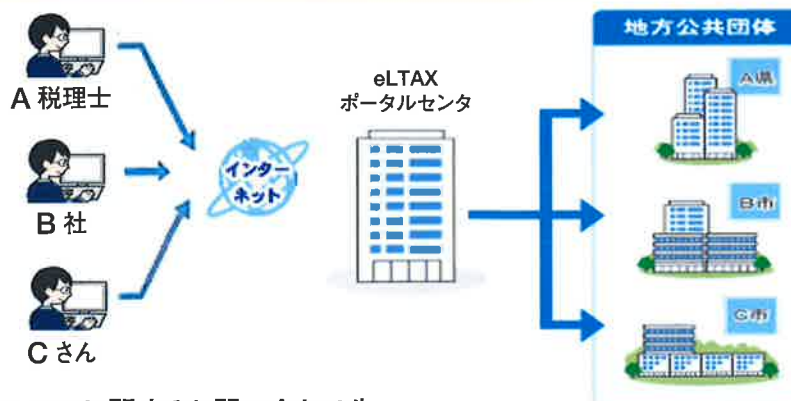 A 税理士
B 社
C さん
インター
ネット
eLTAX
ポータルセンタ
地方公共団体
A県
B市
C市